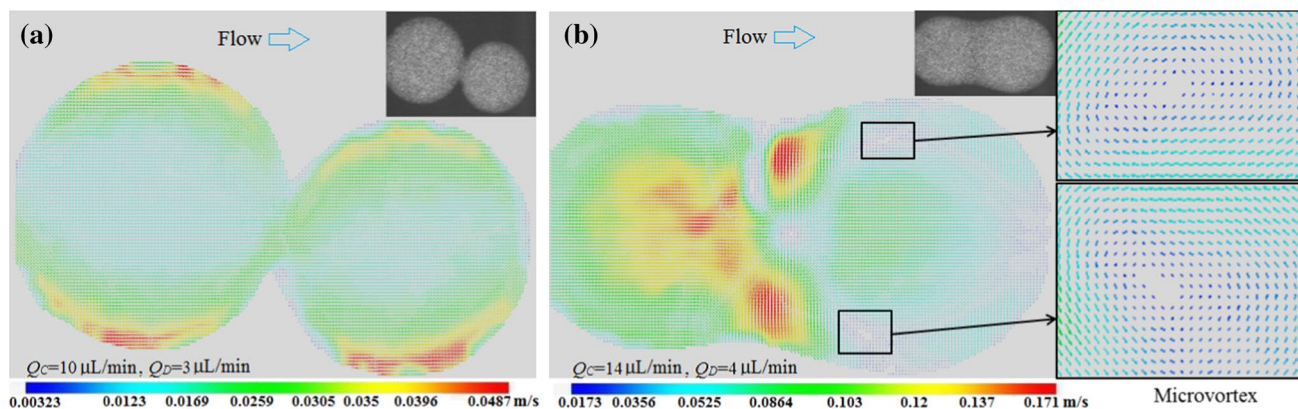 (a)
Flow
Q_C=10 μL/min, Q_D=3 μL/min
0.00323 0.0123 0.0169 0.0259 0.0305 0.035 0.0396 0.0487 m/s
(b)
Flow
Q_C=14 μL/min, Q_D=4 μL/min
0.0173 0.0356 0.0525 0.0864 0.103 0.12 0.137 0.171 m/s
Microvortex